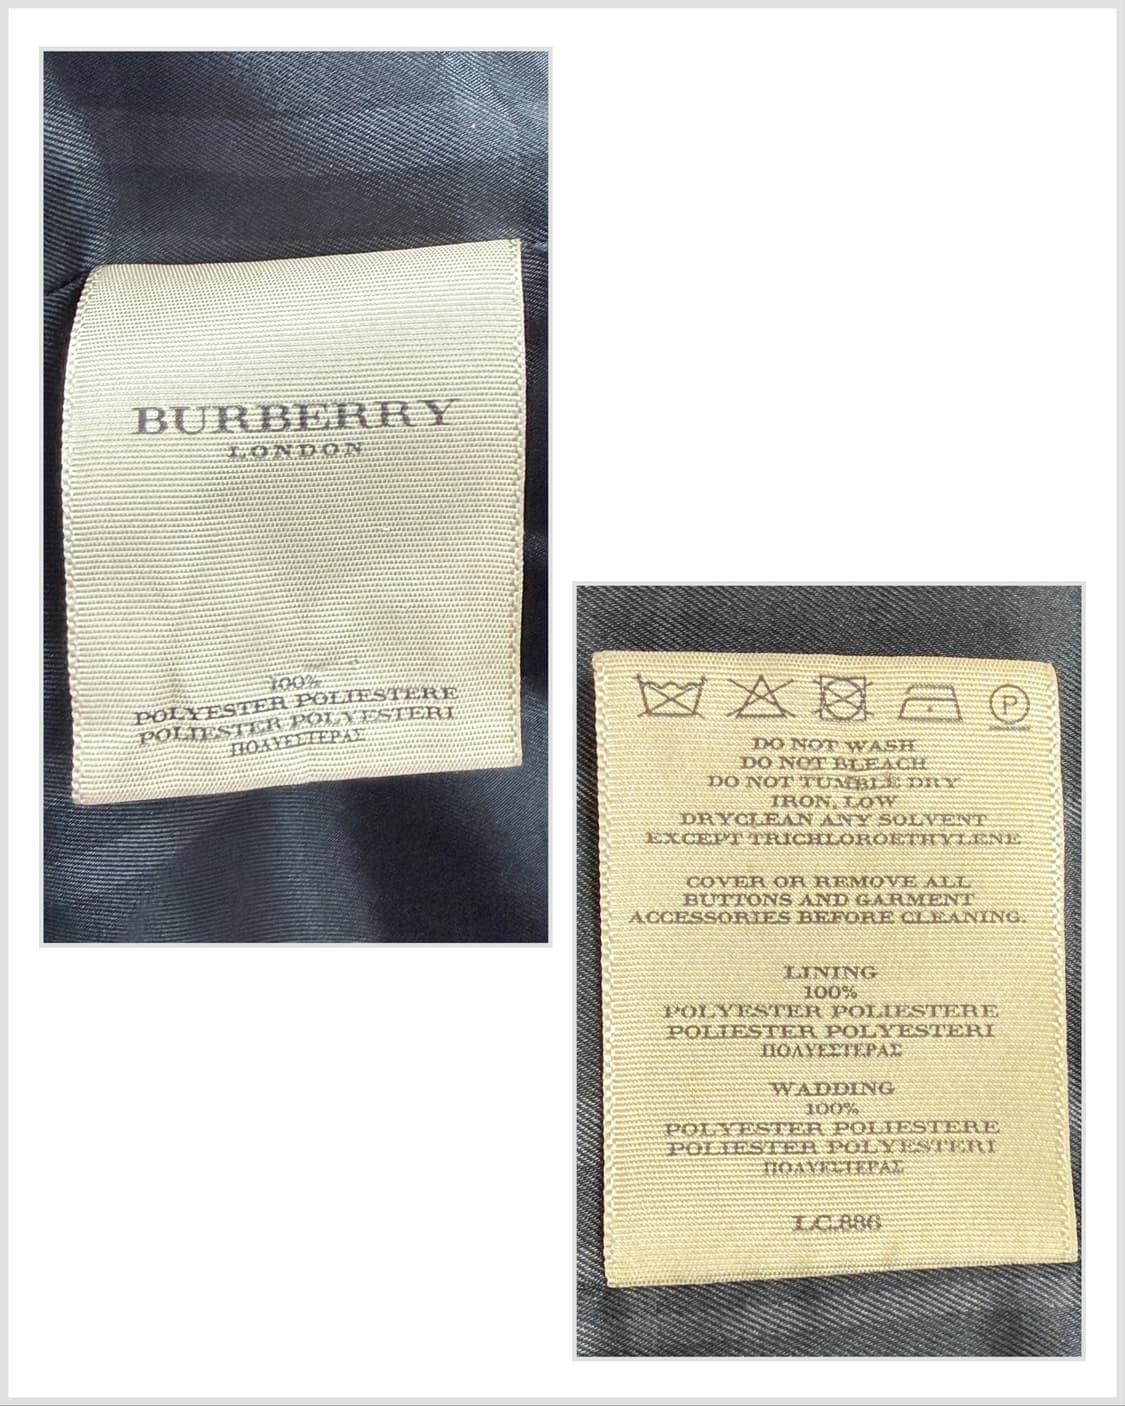 BURBERRY
LONDON
100%
POLYESTER POLIESTERE
POLIESTER POLYESTERI
ΠΟΛΥΕΣΤΕΡΑΣ
P
DO NOT WASH
DO NOT BLEACH
DO NOT TUMBLE DRY
IRON, LOW
DRYCLEAN ANY SOLVENT
EXCEPT TRICHLOROETHYLENE
COVER OR REMOVE ALL
BUTTONS AND GARMENT
ACCESSORIES BEFORE CLEANING.
LINING
100%
POLYESTER POLIESTERE
POLIESTER POLYESTERI
ΠΟΛΥΕΣΤΕΡΑΣ
WADDING
100%
POLYESTER POLIESTERE
POLIESTER POLYESTERI
ΠΟΛΥΕΣΤΕΡΑΣ
LC.886